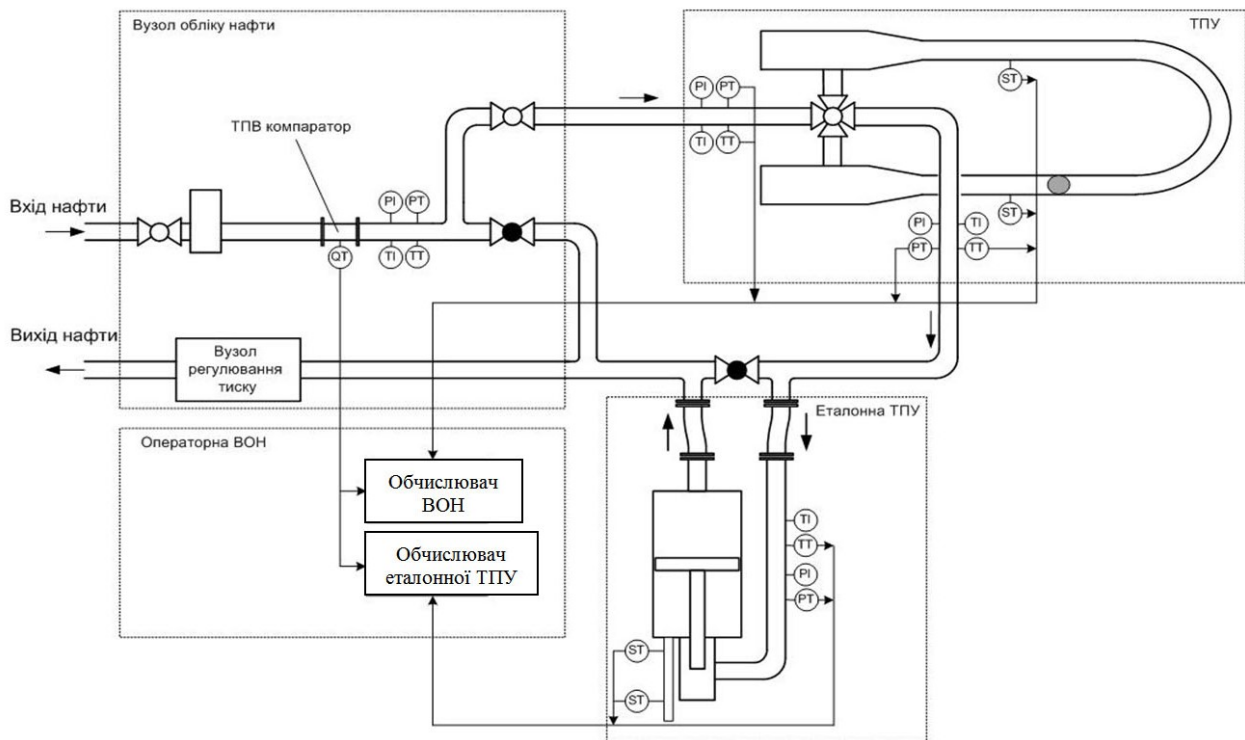 Вузол обліку нафти
ТПУ
PI
PT
ST
ТПВ компаратор
TI
TT
Вхід нафти
PI
PT
ST
PI
TI
QT
TI
TT
PT
TT
Вихід нафти
Вузол
регулювання
тиску
Еталонна ТПУ
Операторна ВОН
Обчислювач
ВОН
TI
TT
Обчислювач
еталонної ТПУ
PI
PT
ST
ST